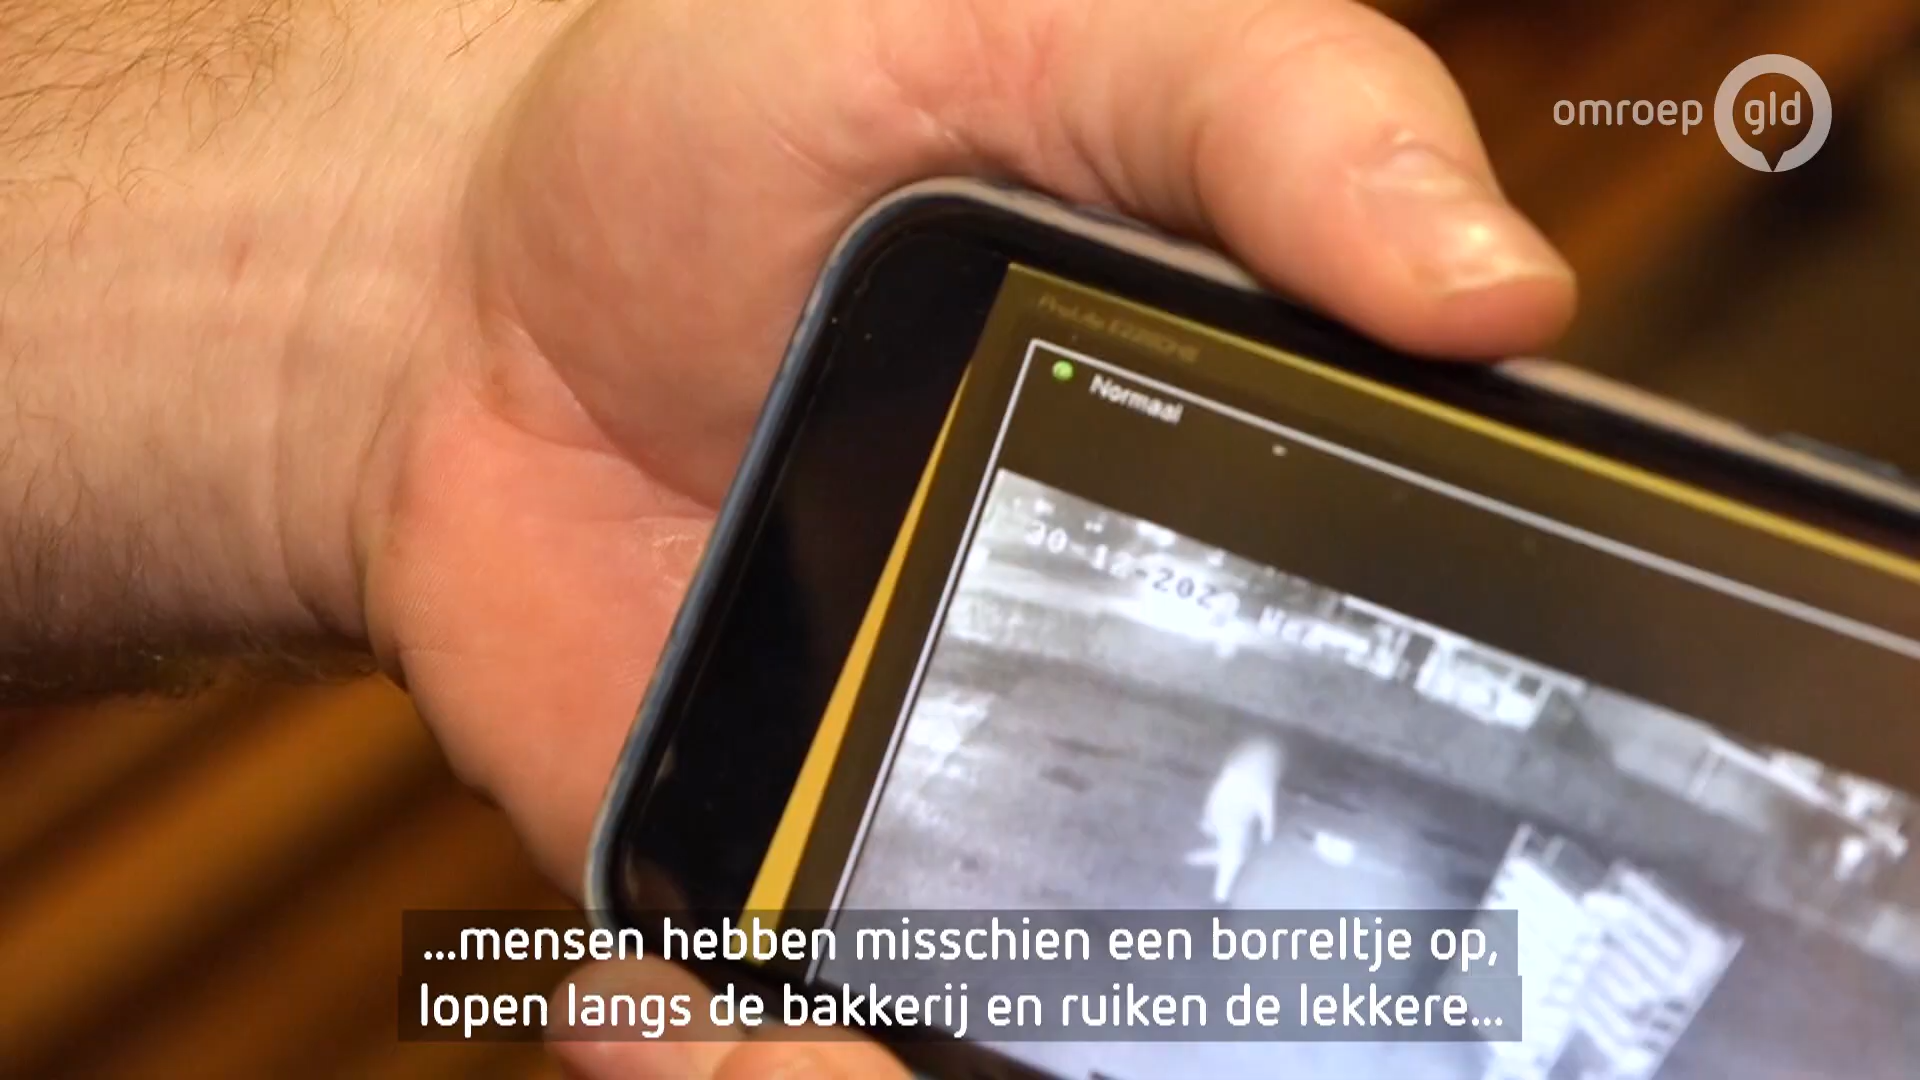 omroep gld
Normaal
…mensen hebben misschien een borreltje op,
lopen langs de bakkerij en ruiken de lekkere…